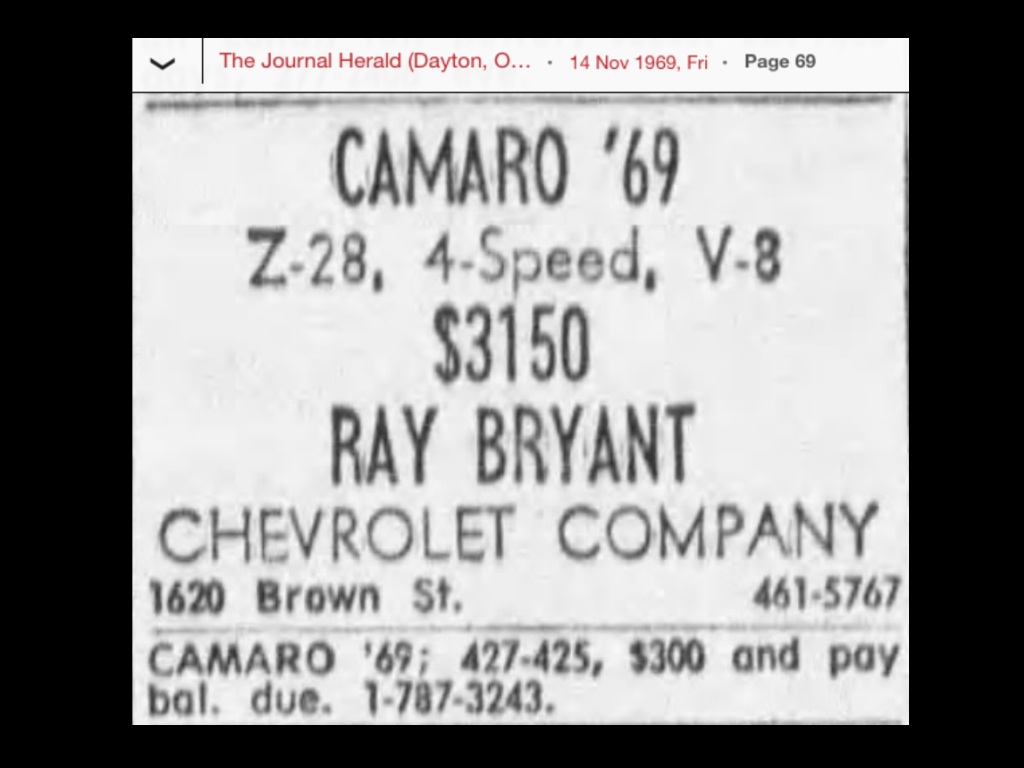 The Journal Herald (Dayton, O... · 14 Nov 1969, Fri · Page 69
CAMARO '69
Z-28, 4-Speed, V-8
$3150
RAY BRYANT
CHEVROLET COMPANY
1620 Brown St. 461-5767
CAMARO '69; 427-425, $300 and pay
bal. due. 1-787-3243.